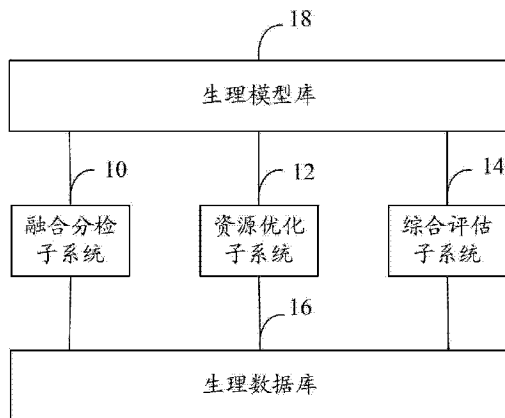 18
生理模型库
10
12
14
融合分检
子系统
资源优化
子系统
综合评估
子系统
16
生理数据库